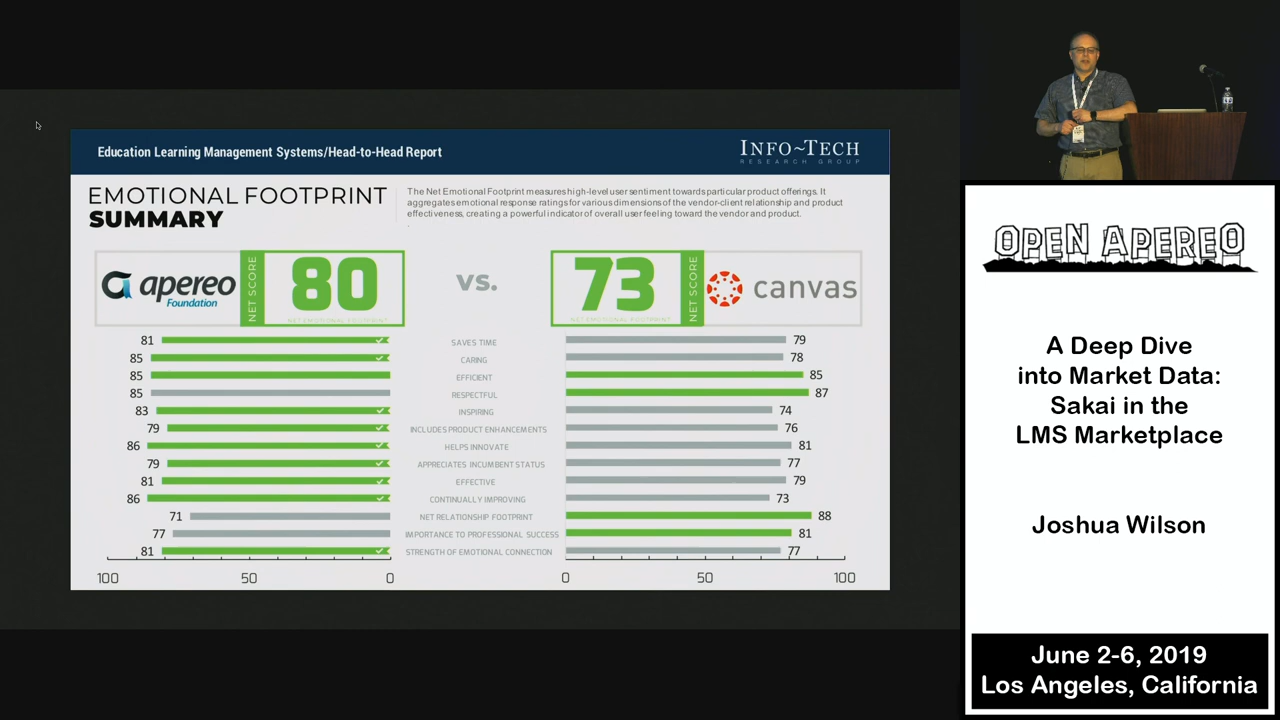 Education Learning Management Systems/Head-to-Head Report
INFO~TECH
RESEARCH GROUP
EMOTIONAL FOOTPRINT
SUMMARY
The Net Emotional Footprint measures high-level user sentiment towards particular product offerings. It
aggregates emotional response ratings for various dimensions of the vendor-client relationship and product
effectiveness, creating a powerful indicator of overall user feeling toward the vendor and product.
apereo
Foundation
NET SCORE
80
NET EMOTIONAL FOOTPRINT
vs.
73
NET EMOTIONAL FOOTPRINT
NET SCORE
canvas
81 SAVES TIME 79
85 CARING 78
85 EFFICIENT 85
85 RESPECTFUL 87
83 INSPIRING 74
79 INCLUDES PRODUCT ENHANCEMENTS 76
86 HELPS INNOVATE 81
79 APPRECIATES INCUMBENT STATUS 77
81 EFFECTIVE 79
86 CONTINUALLY IMPROVING 73
71 NET RELATIONSHIP FOOTPRINT 88
77 IMPORTANCE TO PROFESSIONAL SUCCESS 81
81 STRENGTH OF EMOTIONAL CONNECTION 77
100 50 0 0 50 100
OPEN APEREO
A Deep Dive
into Market Data:
Sakai in the
LMS Marketplace
Joshua Wilson
June 2-6, 2019
Los Angeles, California